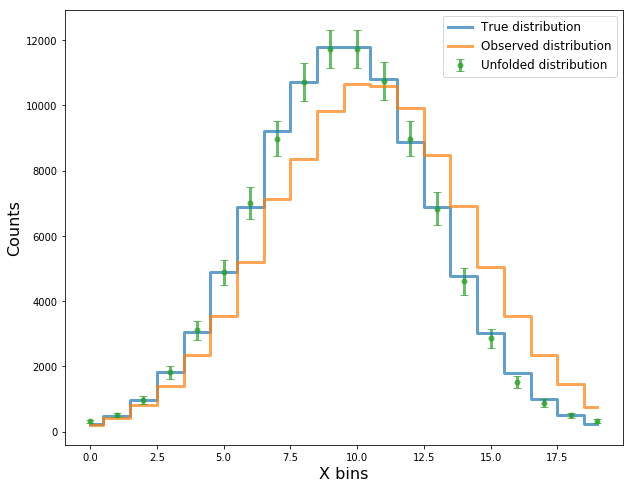 True distribution
Observed distribution
Unfolded distribution
12000
10000
8000
6000
4000
2000
0
Counts
0.0 2.5 5.0 7.5 10.0 12.5 15.0 17.5
X bins